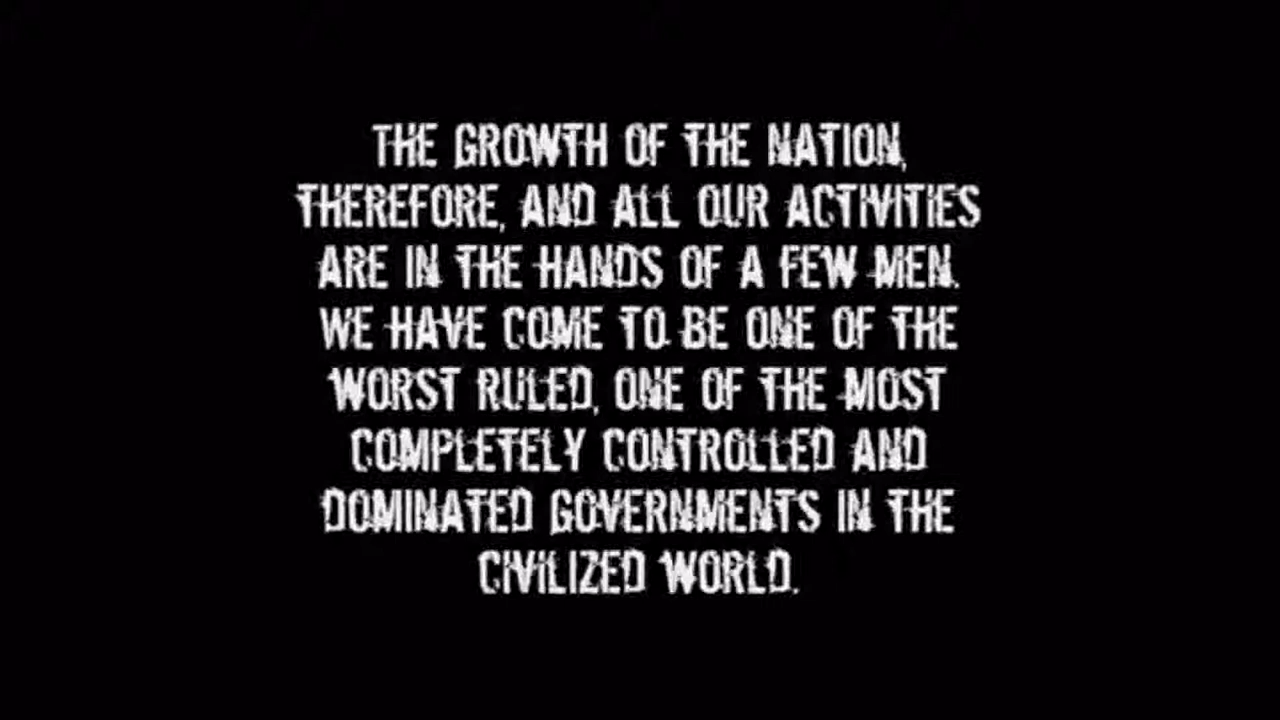 THE GROWTH OF THE NATION,
THEREFORE, AND ALL OUR ACTIVITIES
ARE IN THE HANDS OF A FEW MEN.
WE HAVE COME TO BE ONE OF THE
WORST RULED, ONE OF THE MOST
COMPLETELY CONTROLLED AND
DOMINATED GOVERNMENTS IN THE
CIVILIZED WORLD.